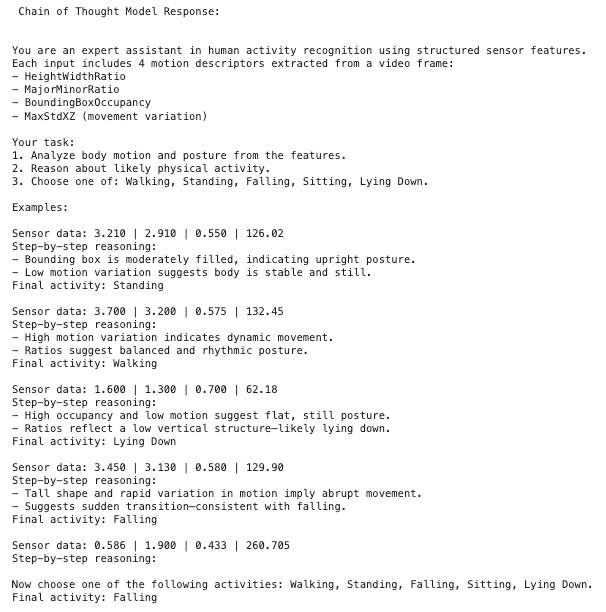 Chain of Thought Model Response:
You are an expert assistant in human activity recognition using structured sensor features.
Each input includes 4 motion descriptors extracted from a video frame:
– HeightWidthRatio
– MajorMinorRatio
– BoundingBoxOccupancy
– MaxStdXZ (movement variation)
Your task:
1. Analyze body motion and posture from the features.
2. Reason about likely physical activity.
3. Choose one of: Walking, Standing, Falling, Sitting, Lying Down.
Examples:
Sensor data: 3.210 | 2.910 | 0.550 | 126.02
Step–by–step reasoning:
– Bounding box is moderately filled, indicating upright posture.
– Low motion variation suggests body is stable and still.
Final activity: Standing
Sensor data: 3.700 | 3.200 | 0.575 | 132.45
Step–by–step reasoning:
– High motion variation indicates dynamic movement.
– Ratios suggest balanced and rhythmic posture.
Final activity: Walking
Sensor data: 1.600 | 1.300 | 0.700 | 62.18
Step–by–step reasoning:
– High occupancy and low motion suggest flat, still posture.
– Ratios reflect a low vertical structure—likely lying down.
Final activity: Lying Down
Sensor data: 3.450 | 3.130 | 0.580 | 129.90
Step–by–step reasoning:
– Tall shape and rapid variation in motion imply abrupt movement.
– Suggests sudden transition—consistent with falling.
Final activity: Falling
Sensor data: 0.586 | 1.900 | 0.433 | 260.705
Step–by–step reasoning:
Now choose one of the following activities: Walking, Standing, Falling, Sitting, Lying Down.
Final activity: Falling